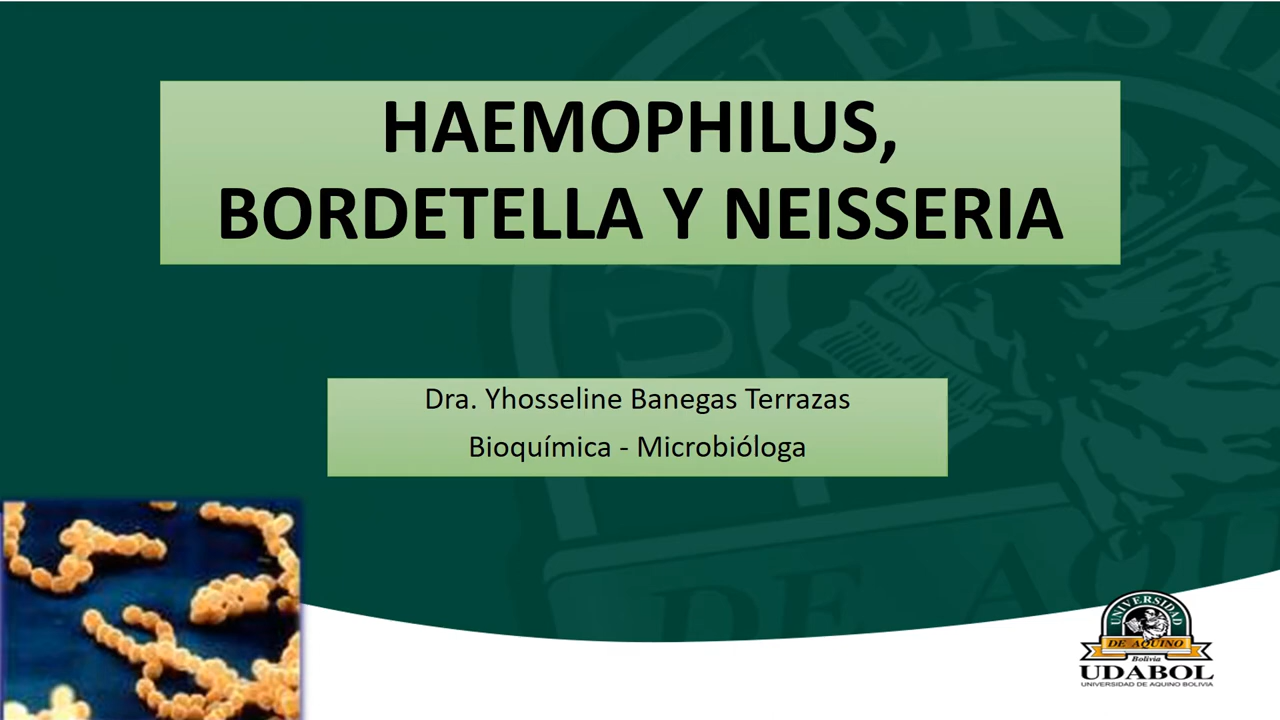 HAEMOPHILUS,
BORDETELLA Y NEISSERIA
Dra. Yhosseline Banegas Terrazas
Bioquímica - Microbióloga
UNIVERSIDAD
DE AQUINO
Bolivia
UDABOL
UNIVERSIDAD DE AQUINO BOLIVIA